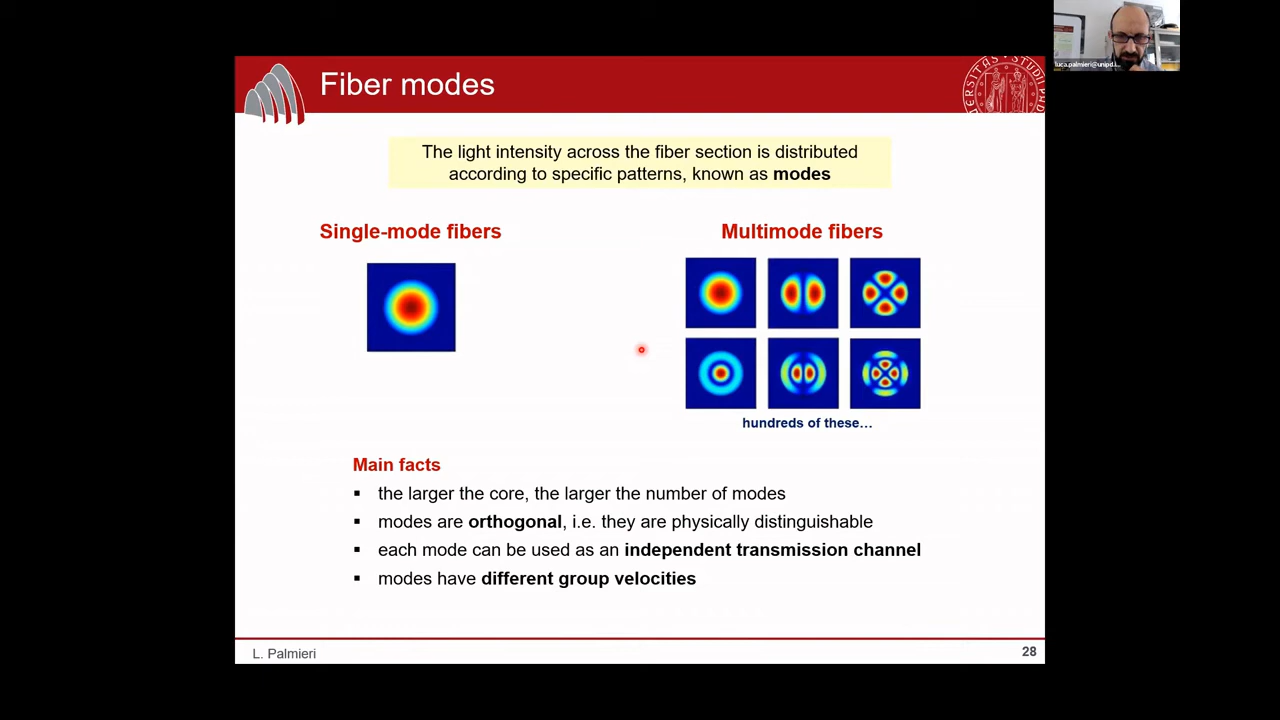 luca.palmieri@unipd...
Fiber modes
The light intensity across the fiber section is distributed
according to specific patterns, known as modes
Single-mode fibers
Multimode fibers
hundreds of these…
Main facts
▪ the larger the core, the larger the number of modes
▪ modes are orthogonal, i.e. they are physically distinguishable
▪ each mode can be used as an independent transmission channel
▪ modes have different group velocities
L. Palmieri
28